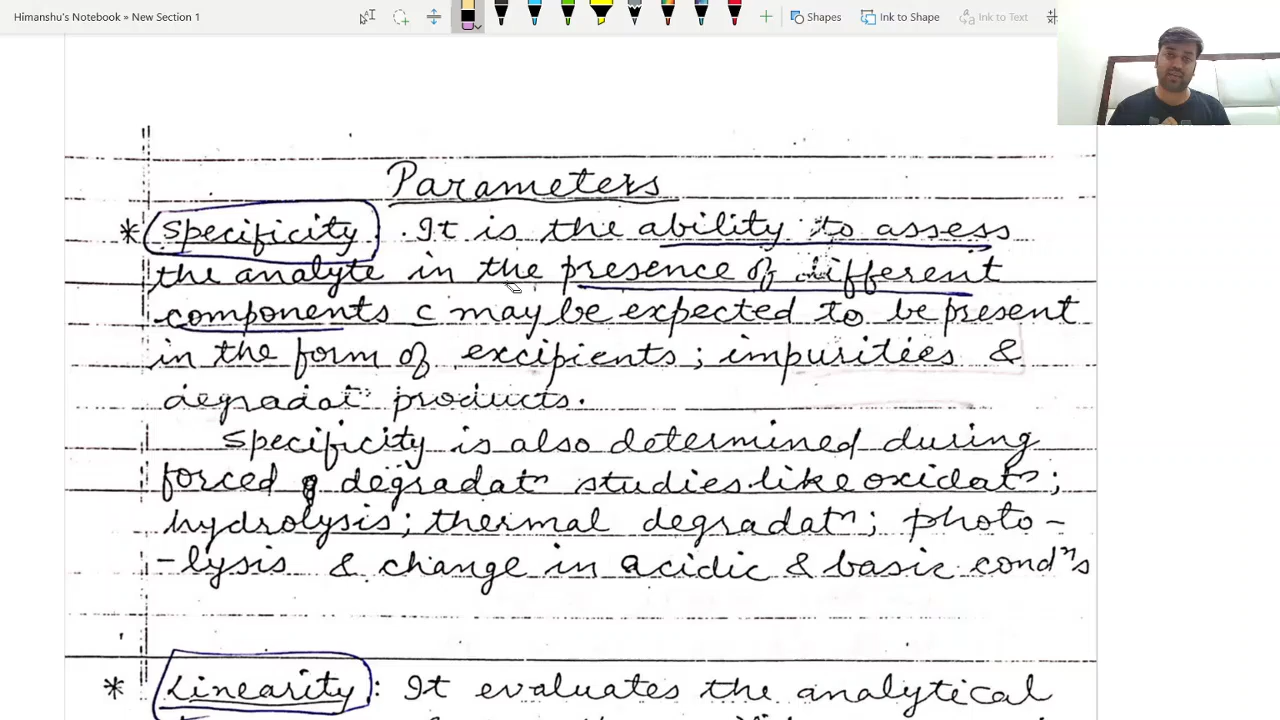 Himanshu's Notebook » New Section 1
Shapes
Ink to Shape
Ink to Text
Parameters
* Specificity . It is the ability to assess
the analyte in the presence of different
components c may be expected to be present
in the form of excipients; impurities &
degradatⁿ products.
Specificity is also determined during
forced degradatⁿ studies like oxidatⁿ;
hydrolysis; thermal degradatⁿ; photo-
-lysis & change in acidic & basic condⁿs
* Linearity : It evaluates the analytical